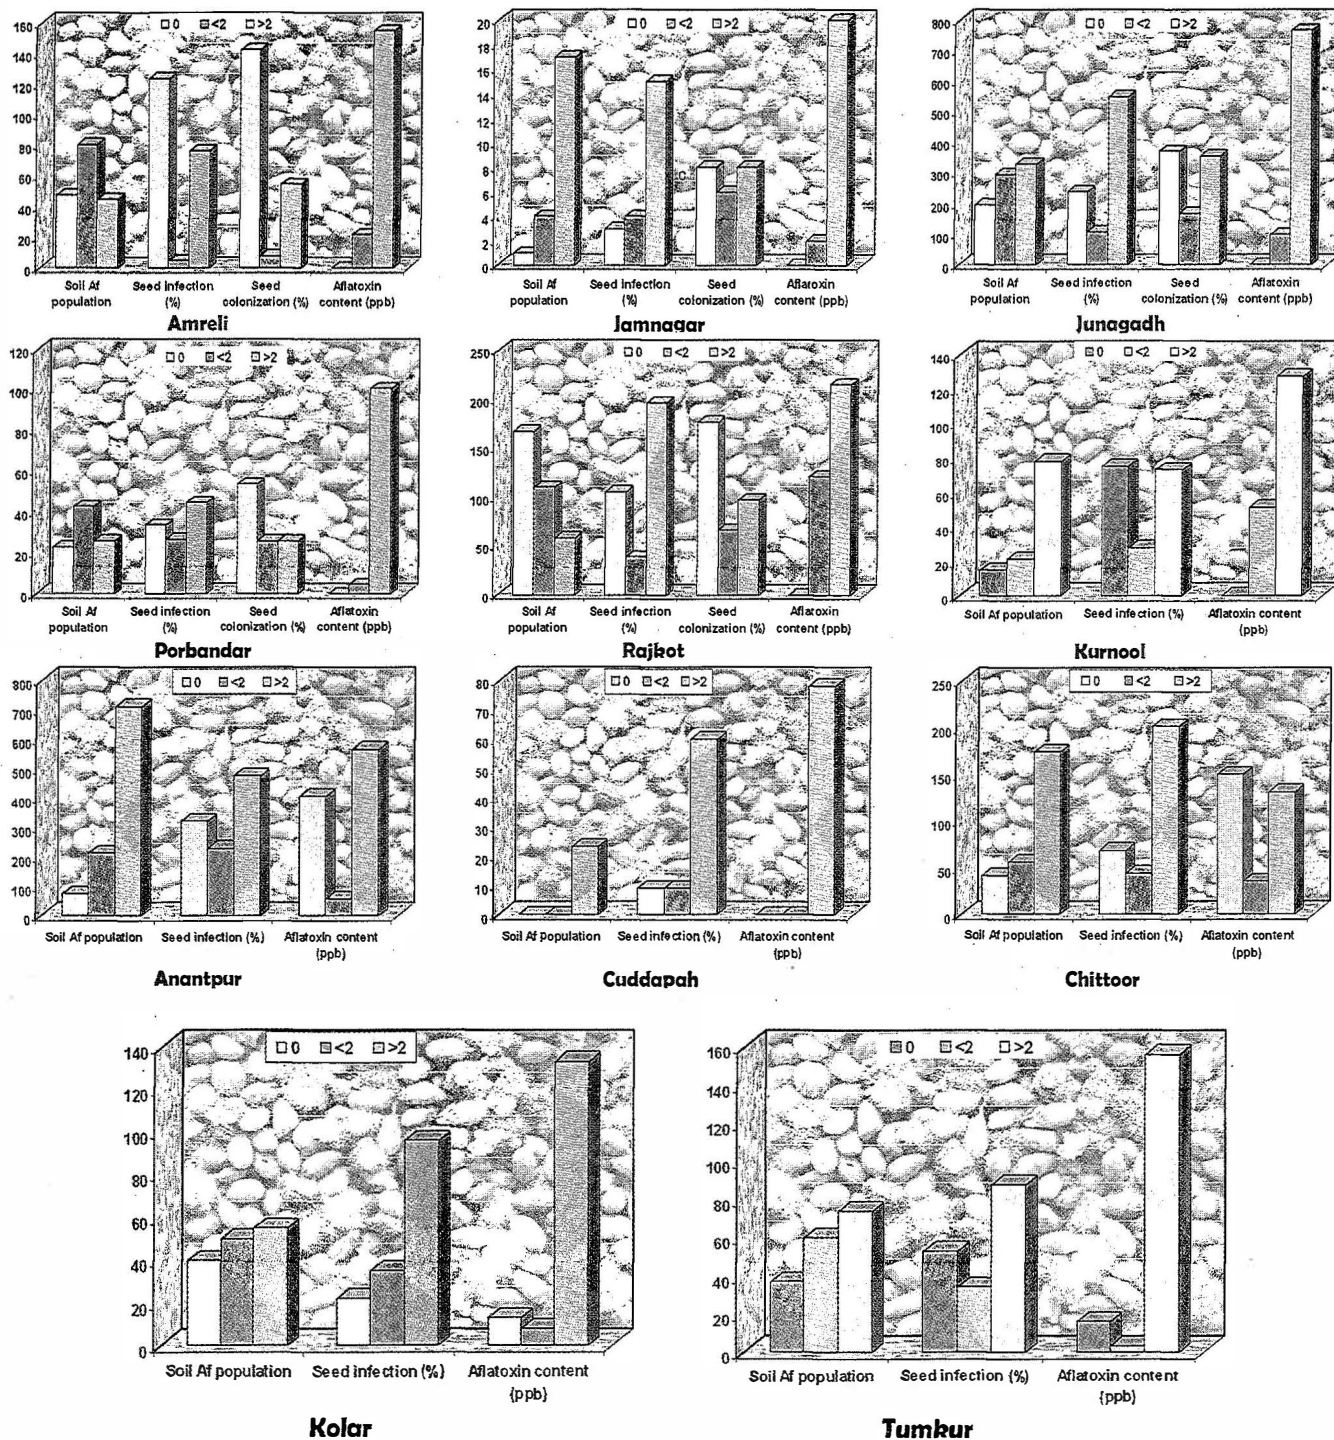 0 <2 >2
160
140
120
100
80
60
40
20
0
Soil Af population
Seed infection (%)
Seed colonization (%)
Aflatoxin content (ppb)
Amreli
0 <2 >2
20
18
16
14
12
10
8
6
4
2
0
Soil Af population
Seed infection (%)
Seed colonization (%)
Aflatoxin content (ppb)
Jamnagar
0 <2 >2
800
700
600
500
400
300
200
100
0
Soil Af population
Seed infection (%)
Seed colonization (%)
Aflatoxin content (ppb)
Junagadh
0 <2 >2
120
100
80
60
40
20
0
Soil Af population
Seed infection (%)
Seed colonization (%)
Aflatoxin content (ppb)
Porbandar
0 <2 >2
250
200
150
100
50
0
Soil Af population
Seed infection (%)
Seed colonization (%)
Aflatoxin content (ppb)
Rajkot
0 <2 >2
140
120
100
80
60
40
20
0
Soil Af population
Seed infection (%)
Aflatoxin content (ppb)
Kurnool
0 <2 >2
800
700
600
500
400
300
200
100
0
Soil Af population
Seed infection (%)
Aflatoxin content (ppb)
Anantpur
0 <2 >2
80
70
60
50
40
30
20
10
0
Soil Af population
Seed infection (%)
Aflatoxin content (ppb)
Cuddapah
0 <2 >2
250
200
150
100
50
0
Soil Af population
Seed infection (%)
Aflatoxin content (ppb)
Chittoor
0 <2 >2
140
120
100
80
60
40
20
0
Soil Af population
Seed infection (%)
Aflatoxin content (ppb)
Kolar
0 <2 >2
160
140
120
100
80
60
40
20
0
Soil Af population
Seed infection (%)
Aflatoxin content (ppb)
Tumkur